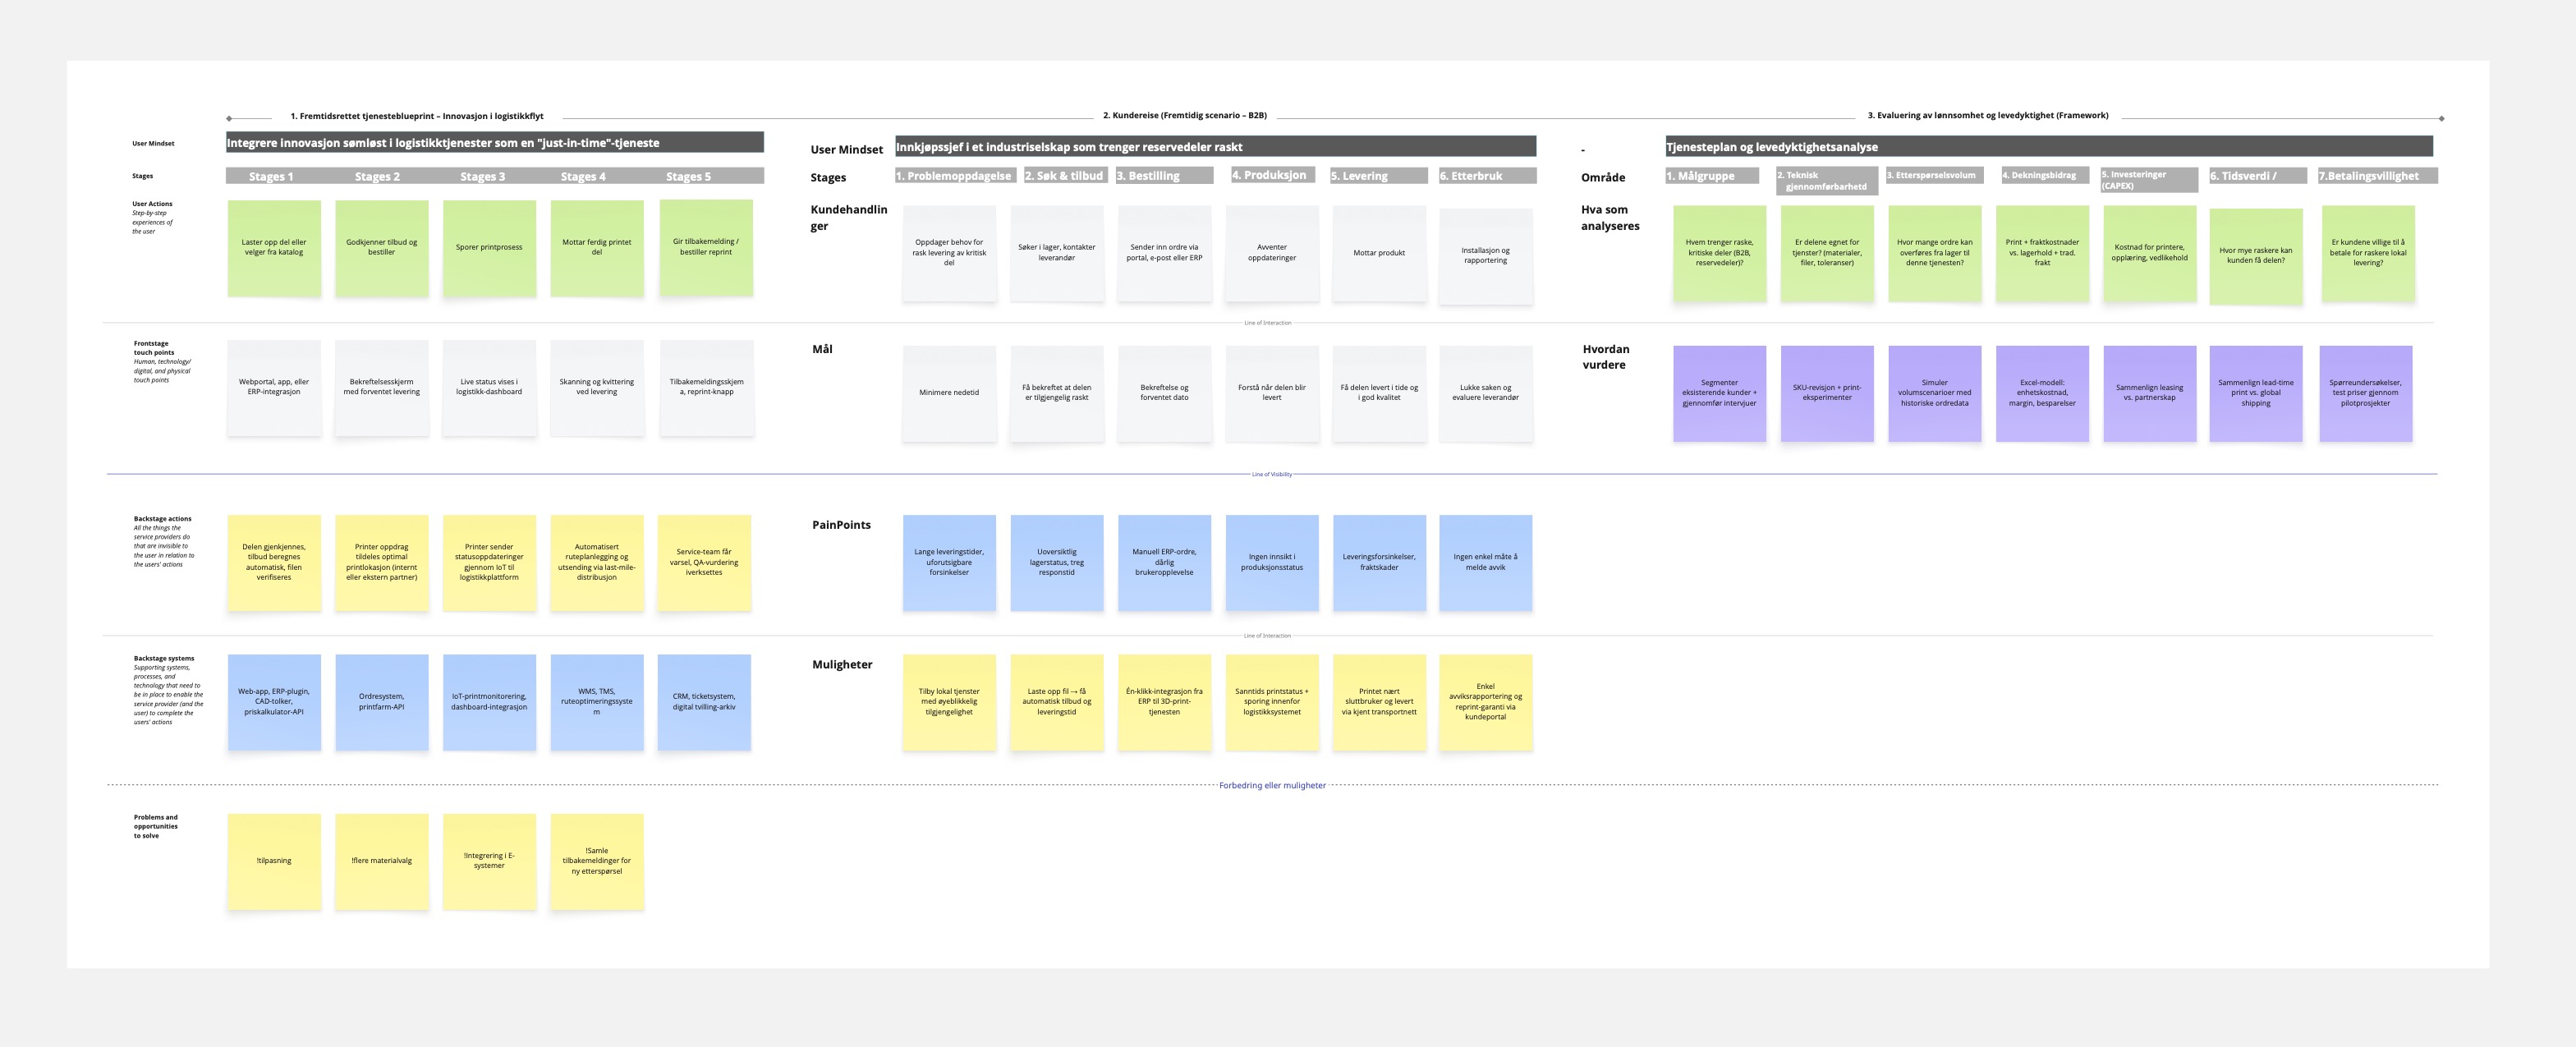 1. Fremtidsrettet tjenesteblueprint – Innovasjon i logistikkflyt
User Mindset
Integrere innovasjon sømløst i logistikktjenester som en "just-in-time"-tjeneste
Stages
Stages 1
Stages 2
Stages 3
Stages 4
Stages 5
User Actions
Step-by-step
experiences of
the user
Laster opp del eller
velger fra katalog
Godkjenner tilbud og
bestiller
Sporer printprosess
Mottar ferdig printet
del
Gir tilbakemelding /
bestiller reprint
Frontstage
touch points
Human, technology/
digital, and physical
touch points
Webportal, app, eller
ERP-integrasjon
Bekreftelsesskjerm
med forventet levering
Live status vises i
logistikk-dashboard
Skanning og kvittering
ved levering
Tilbakemeldingsskjem
a, reprint-knapp
Backstage actions
All the things the
service providers do
that are invisible to
the user in relation to
the users' actions
Delen gjenkjennes,
tilbud beregnes
automatisk, filen
verifiseres
Printer oppdrag
tildeles optimal
printlokasjon (internt
eller ekstern partner)
Printer sender
statusoppdateringer
gjennom IoT til
logistikkplattform
Automatisert
ruteplanlegging og
utsending via last-mile-
distribusjon
Service-team får
varsel, QA-vurdering
iverksettes
Backstage systems
Supporting systems,
processes, and
technology that need to
be in place to enable the
service provider (and the
user) to complete the
users' actions
Web-app, ERP-plugin,
CAD-tolker,
priskalkulator-API
Ordresystem,
printfarm-API
IoT-printmonitorering,
dashboard-integrasjon
WMS, TMS,
ruteoptimeringssyste
m
CRM, ticketsystem,
digital tvilling-arkiv
Problems and
opportunities
to solve
!tilpasning
!flere materialvalg
!Integrering i E-
systemer
!Samle
tilbakemeldinger for
ny etterspørsel
2. Kundereise (Fremtidig scenario – B2B)
User Mindset
Innkjøpssjef i et industriselskap som trenger reservedeler raskt
Stages
1. Problemoppdagelse
2. Søk & tilbud
3. Bestilling
4. Produksjon
5. Levering
6. Etterbruk
Kundehandlin
ger
Oppdager behov for
rask levering av kritisk
del
Søker i lager, kontakter
leverandør
Sender inn ordre via
portal, e-post eller ERP
Avventer
oppdateringer
Mottar produkt
Installasjon og
rapportering
Line of Interaction
Mål
Minimere nedetid
Få bekreftet at delen
er tilgjengelig raskt
Bekreftelse og
forventet dato
Forstå når delen blir
levert
Få delen levert i tide og
i god kvalitet
Lukke saken og
evaluere leverandør
Line of Visibility
PainPoints
Lange leveringstider,
uforutsigbare
forsinkelser
Uoversiktlig
lagerstatus, treg
responstid
Manuell ERP-ordre,
dårlig
brukeropplevelse
Ingen innsikt i
produksjonsstatus
Leveringsforsinkelser,
fraktskader
Ingen enkel måte å
melde avvik
Line of Interaction
Muligheter
Tilby lokal tjenster
med øyeblikkelig
tilgjengelighet
Laste opp fil → få
automatisk tilbud og
leveringstid
Én-klikk-integrasjon fra
ERP til 3D-print-
tjenesten
Sanntids printstatus +
sporing innenfor
logistikksystemet
Printet nært
sluttbruker og levert
via kjent transportnett
Enkel
avviksrapportering og
reprint-garanti via
kundeportal
Forbedring eller muligheter
3. Evaluering av lønnsomhet og levedyktighet (Framework)
-
Tjenesteplan og levedyktighetsanalyse
Område
1. Målgruppe
2. Teknisk
gjennomførbarhetd
3. Etterspørselsvolum
4. Dekningsbidrag
5. Investeringer
(CAPEX)
6. Tidsverdi /
7.Betalingsvillighet
Hva som
analyseres
Hvem trenger raske,
kritiske deler (B2B,
reservedeler)?
Er delene egnet for
tjenster? (materialer,
filer, toleranser)
Hvor mange ordre kan
overføres fra lager til
denne tjenesten?
Print + fraktkostnader
vs. lagerhold + trad.
frakt
Kostnad for printere,
opplæring, vedlikehold
Hvor mye raskere kan
kunden få delen?
Er kundene villige til å
betale for raskere lokal
levering?
Hvordan
vurdere
Segmenter
eksisterende kunder +
gjennomfør intervjuer
SKU-revisjon + print-
eksperimenter
Simuler
volumscenarioer med
historiske ordredata
Excel-modell:
enhetskostnad,
margin, besparelser
Sammenlign leasing
vs. partnerskap
Sammenlign lead-time
print vs. global
shipping
Spørreundersøkelser,
test priser gjennom
pilotprosjekter